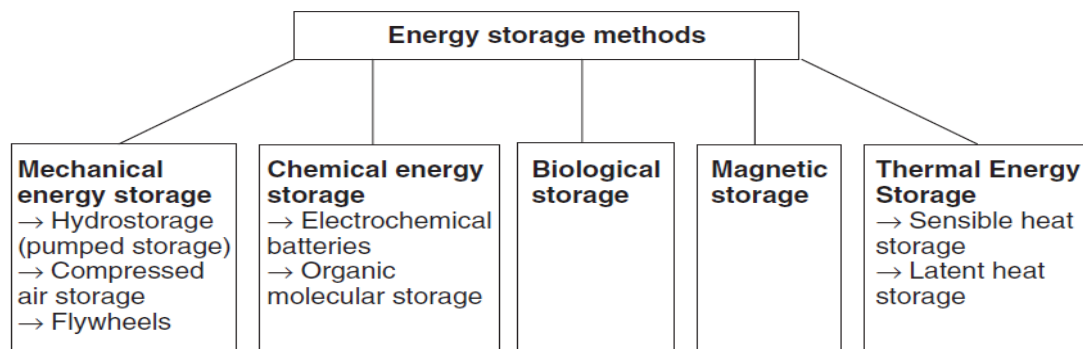 Energy storage methods
Mechanical
energy storage
→ Hydrostorage
(pumped storage)
→ Compressed
air storage
→ Flywheels
Chemical energy
storage
→ Electrochemical
batteries
→ Organic
molecular storage
Biological
storage
Magnetic
storage
Thermal Energy
Storage
→ Sensible heat
storage
→ Latent heat
storage